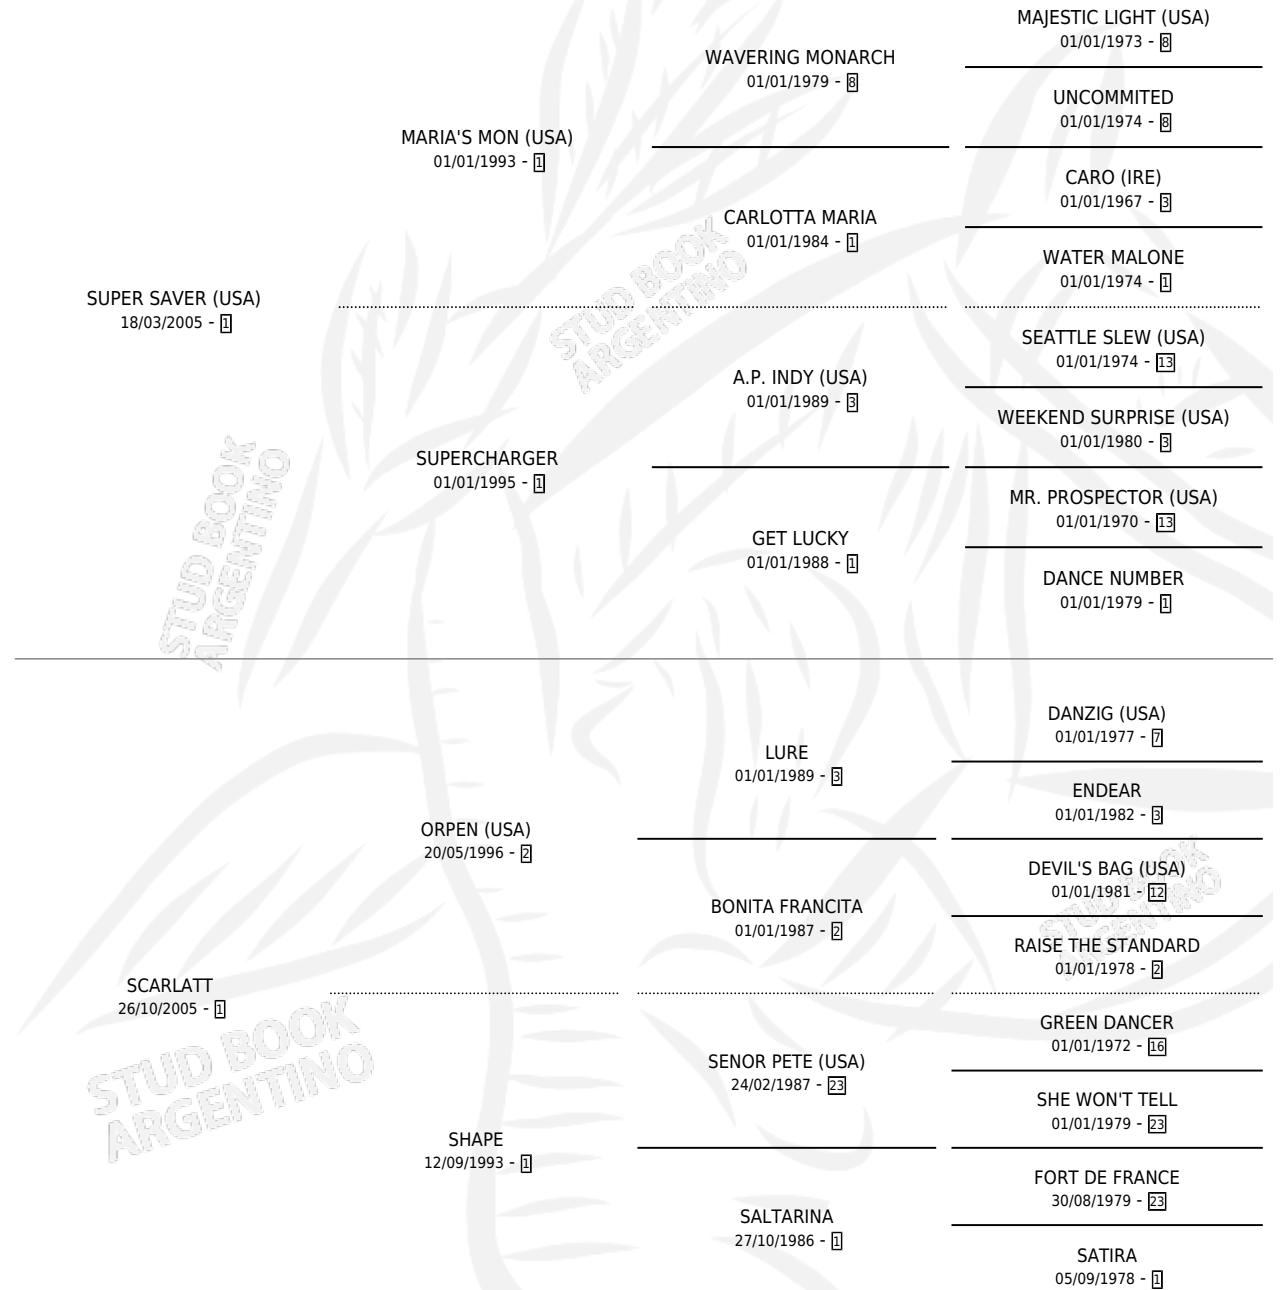 MAJESTIC LIGHT (USA)
01/01/1973 - 8
WAVERING MONARCH
01/01/1979 - 8
UNCOMMITED
01/01/1974 - 8
MARIA'S MON (USA)
01/01/1993 - 1
CARO (IRE)
01/01/1967 - 3
CARLOTTA MARIA
01/01/1984 - 1
WATER MALONE
01/01/1974 - 1
SUPER SAVER (USA)
18/03/2005 - 1
STUD BOOK
ARGENTINO
SEATTLE SLEW (USA)
01/01/1974 - 13
A.P. INDY (USA)
01/01/1989 - 3
WEEKEND SURPRISE (USA)
01/01/1980 - 3
SUPERCHARGER
01/01/1995 - 1
MR. PROSPECTOR (USA)
01/01/1970 - 13
GET LUCKY
01/01/1988 - 1
DANCE NUMBER
01/01/1979 - 1
STUD BOOK
ARGENTINO
DANZIG (USA)
01/01/1977 - 7
LURE
01/01/1989 - 3
ENDEAR
01/01/1982 - 3
ORPEN (USA)
20/05/1996 - 2
DEVIL'S BAG (USA)
01/01/1981 - 12
BONITA FRANCITA
01/01/1987 - 2
RAISE THE STANDARD
01/01/1978 - 2
STUD BOOK
ARGENTINO
SCARLATT
26/10/2005 - 1
STUD BOOK
ARGENTINO
GREEN DANCER
01/01/1972 - 16
SENOR PETE (USA)
24/02/1987 - 23
SHE WON'T TELL
01/01/1979 - 23
SHAPE
12/09/1993 - 1
FORT DE FRANCE
30/08/1979 - 23
SALTARINA
27/10/1986 - 1
SATIRA
05/09/1978 - 1